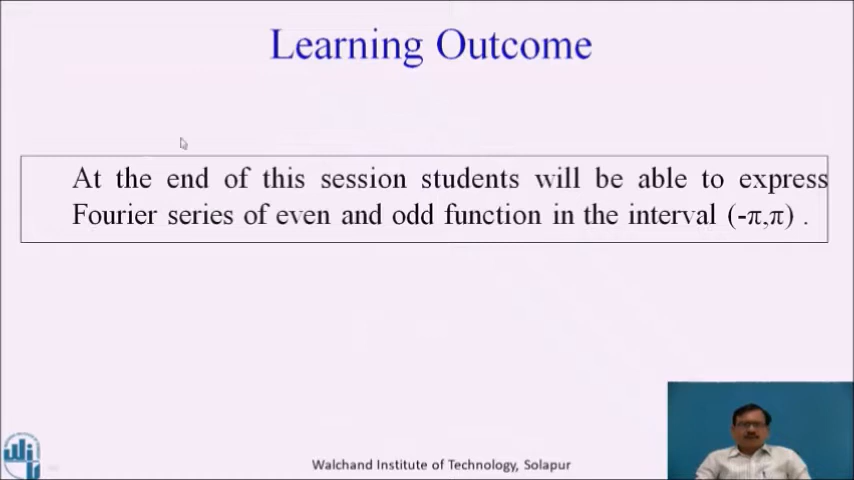 Learning Outcome
At the end of this session students will be able to express
Fourier series of even and odd function in the interval (-π,π) .
Walchand Institute of Technology, Solapur